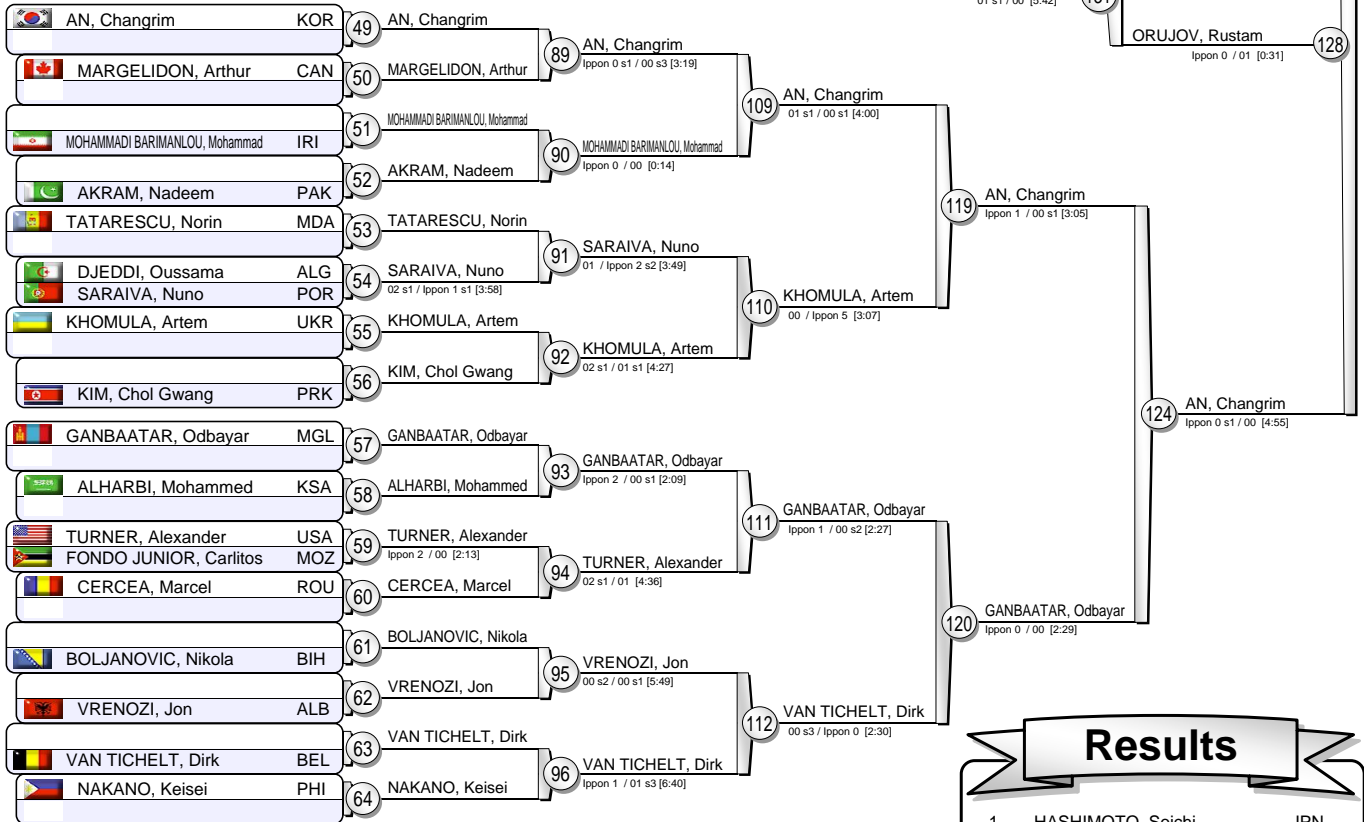 01 s1 / 00 [5:42]
ORUJOV, Rustam
128
Ippon 0 / 01 [0:31]
AN, Changrim KOR
49
AN, Changrim
89
AN, Changrim
Ippon 0 s1 / 00 s3 [3:19]
MARGELIDON, Arthur CAN
50
MARGELIDON, Arthur
109
AN, Changrim
01 s1 / 00 s1 [4:00]
MOHAMMADI BARIMANLOU, Mohammad IRI
51
MOHAMMADI BARIMANLOU, Mohammad
90
MOHAMMADI BARIMANLOU, Mohammad
Ippon 0 / 00 [0:14]
AKRAM, Nadeem PAK
52
AKRAM, Nadeem
119
AN, Changrim
Ippon 1 / 00 s1 [3:05]
TATARESCU, Norin MDA
53
TATARESCU, Norin
91
SARAIVA, Nuno
01 / Ippon 2 s2 [3:49]
DJEDDI, Oussama ALG
SARAIVA, Nuno POR
54
SARAIVA, Nuno
02 s1 / Ippon 1 s1 [3:58]
110
KHOMULA, Artem
00 / Ippon 5 [3:07]
KHOMULA, Artem UKR
55
KHOMULA, Artem
92
KHOMULA, Artem
02 s1 / 01 s1 [4:27]
KIM, Chol Gwang PRK
56
KIM, Chol Gwang
124
AN, Changrim
Ippon 0 s1 / 00 [4:55]
GANBAATAR, Odbayar MGL
57
GANBAATAR, Odbayar
93
GANBAATAR, Odbayar
Ippon 2 / 00 s1 [2:09]
ALHARBI, Mohammed KSA
58
ALHARBI, Mohammed
111
GANBAATAR, Odbayar
Ippon 1 / 00 s2 [2:27]
TURNER, Alexander USA
FONDO JUNIOR, Carlitos MOZ
59
TURNER, Alexander
Ippon 2 / 00 [2:13]
94
TURNER, Alexander
02 s1 / 01 [4:36]
CERCEA, Marcel ROU
60
CERCEA, Marcel
120
GANBAATAR, Odbayar
Ippon 0 / 00 [2:29]
BOLJANOVIC, Nikola BIH
61
BOLJANOVIC, Nikola
95
VRENOZI, Jon
00 s2 / 00 s1 [5:49]
VRENOZI, Jon ALB
62
VRENOZI, Jon
112
VAN TICHELT, Dirk
00 s3 / Ippon 0 [2:30]
VAN TICHELT, Dirk BEL
63
VAN TICHELT, Dirk
96
VAN TICHELT, Dirk
Ippon 1 / 01 s3 [6:40]
NAKANO, Keisei PHI
64
NAKANO, Keisei
Results
1 HASHIMOTO, Soichi JPN